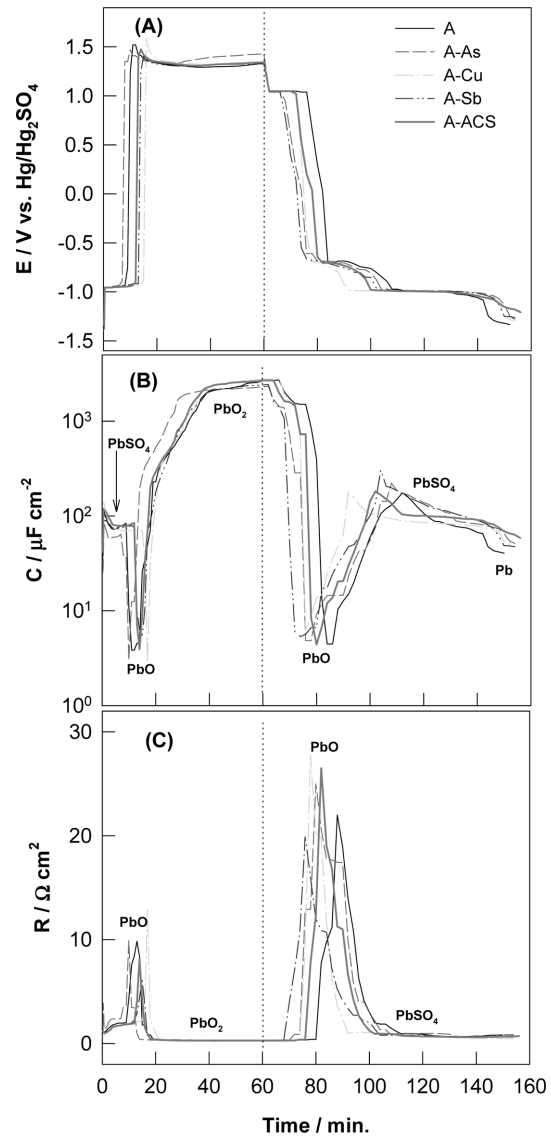 (A)
A
A-As
A-Cu
A-Sb
A-ACS
1.5
1.0
0.5
0.0
-0.5
-1.0
-1.5
E / V vs. Hg/Hg2SO4
(B)
PbSO4
PbO2
PbSO4
Pb
PbO
PbO
10³
10²
10¹
10⁰
C / µF cm⁻²
(C)
PbO
PbO
PbO2
PbSO4
30
20
10
0
R / Ω cm²
0 20 40 60 80 100 120 140 160
Time / min.